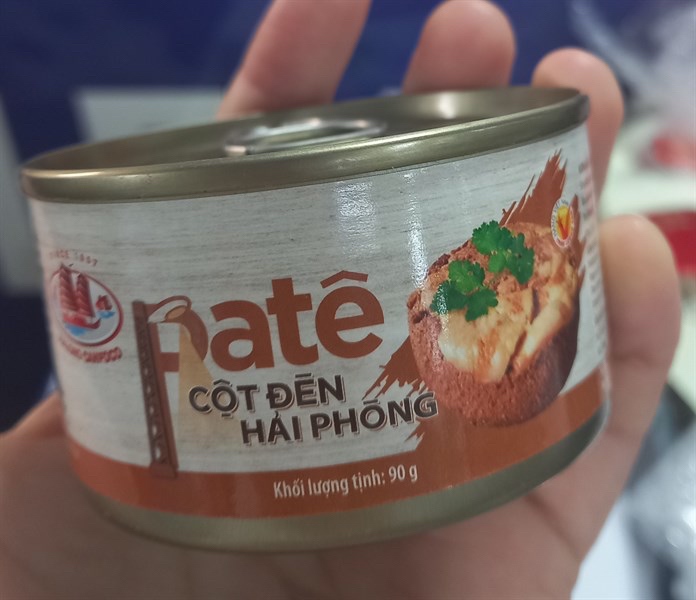 Patê
CỘT ĐÈN
HẢI PHÒNG
Khối lượng tịnh: 90 g